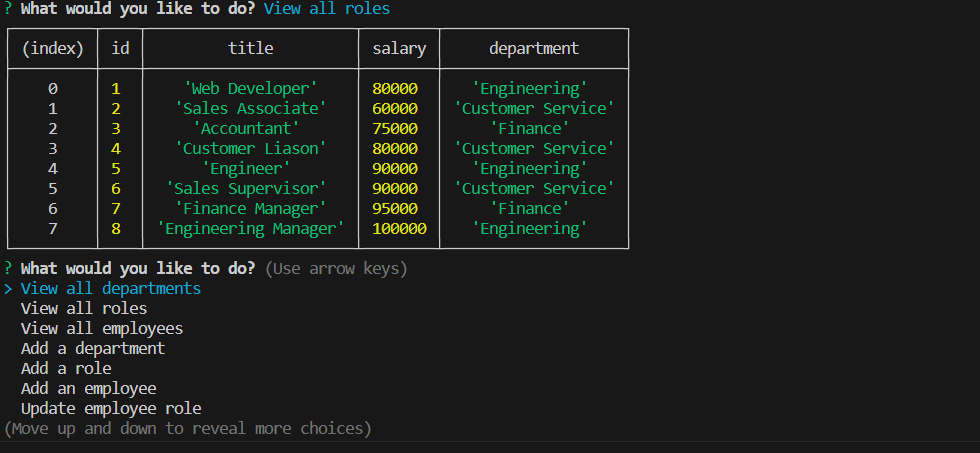 ? What would you like to do? View all roles
(index) id title salary department
0 1 'Web Developer' 80000 'Engineering'
1 2 'Sales Associate' 60000 'Customer Service'
2 3 'Accountant' 75000 'Finance'
3 4 'Customer Liason' 80000 'Customer Service'
4 5 'Engineer' 90000 'Engineering'
5 6 'Sales Supervisor' 90000 'Customer Service'
6 7 'Finance Manager' 95000 'Finance'
7 8 'Engineering Manager' 100000 'Engineering'
? What would you like to do? (Use arrow keys)
> View all departments
View all roles
View all employees
Add a department
Add a role
Add an employee
Update employee role
(Move up and down to reveal more choices)